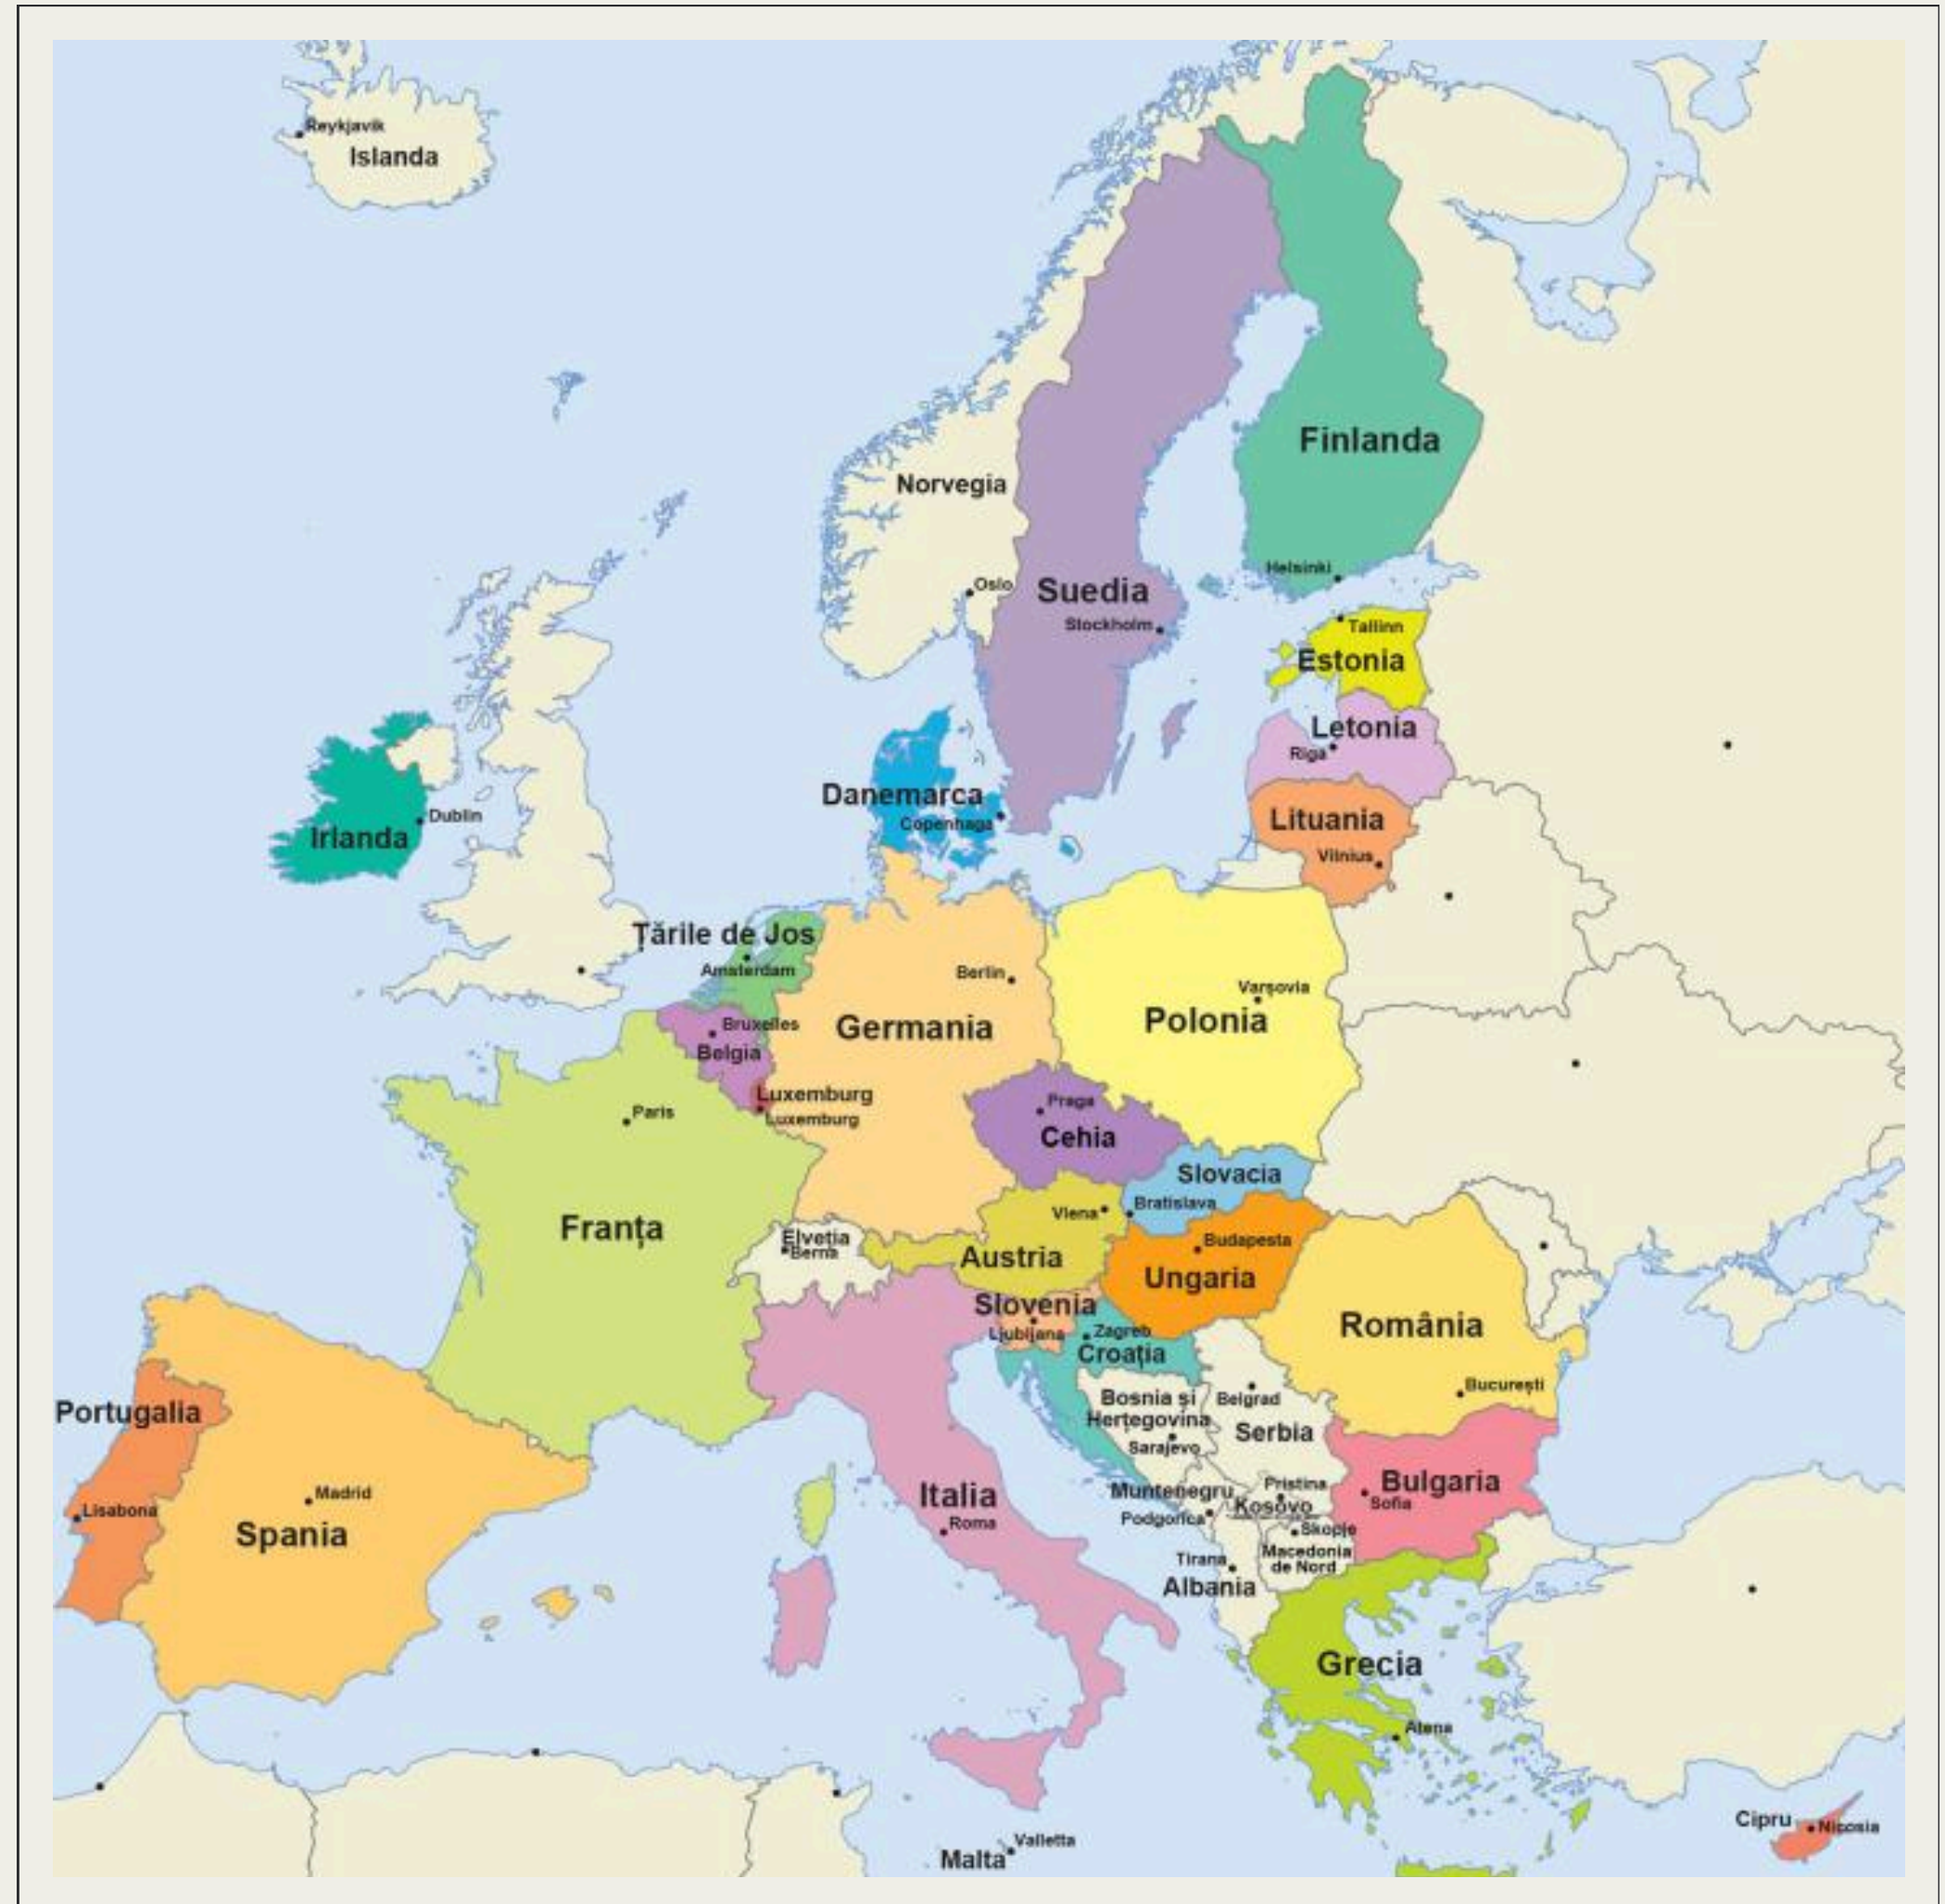 Reykjavik
Islanda
Finlanda
Norvegia
Helsinki
Oslo
Suedia
Stockholm
Tallinn
Estonia
Letonia
Riga
Danemarca
Copenhaga
Lituania
Vilnius
Dublin
Irlanda
Țările de Jos
Amsterdam
Berlin
Varșovia
Polonia
Germania
Bruxelles
Belgia
Luxemburg
Luxemburg
Paris
Praga
Cehia
Slovacia
Bratislava
Viena
Franța
Elveția
Berna
Austria
Budapesta
Ungaria
Slovenia
Ljubljana
Zagreb
Croația
România
București
Bosnia și
Herțegovina
Sarajevo
Belgrad
Serbia
Portugalia
Lisabona
Madrid
Spania
Italia
Roma
Muntenegru
Podgorica
Pristina
Kosovo
Bulgaria
Sofia
Skopje
Macedonia
de Nord
Tirana
Albania
Grecia
Atena
Cipru
Nicosia
Valletta
Malta